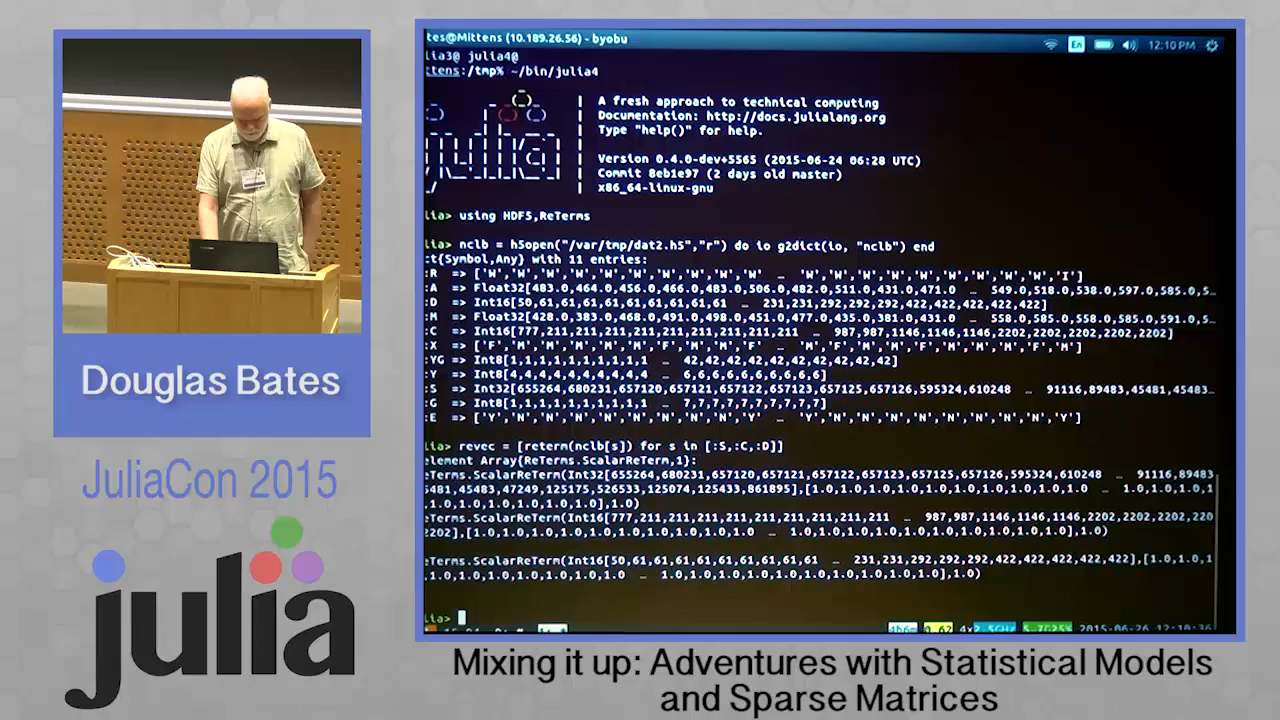 tes@Mittens (10.189.26.56) - byobu
En 12:10 PM
lia3@ julia4@
ttens:/tmp% ~/bin/julia4
A fresh approach to technical computing
Documentation: http://docs.julialang.org
Type "help()" for help.
Version 0.4.0-dev+5565 (2015-06-24 06:28 UTC)
Commit 8eb1e97 (2 days old master)
x86_64-linux-gnu
lia> using HDF5,ReTerms
lia> nclb = h5open("/var/tmp/dat2.h5","r") do io g2dict(io, "nclb") end
ct{Symbol,Any} with 11 entries:
:R => ['W','W','W','W','W','W','W','W','W','W' … 'W','W','W','W','W','W','W','W','W','I']
:A => Float32[483.0,464.0,456.0,466.0,483.0,506.0,482.0,511.0,431.0,471.0 … 549.0,518.0,538.0,597.0,585.0,5…
:D => Int16[50,61,61,61,61,61,61,61,61,61 … 231,231,292,292,292,422,422,422,422,422]
:M => Float32[428.0,383.0,468.0,491.0,498.0,451.0,477.0,435.0,381.0,431.0 … 558.0,585.0,558.0,585.0,591.0,5…
:C => Int16[777,211,211,211,211,211,211,211,211,211 … 987,987,1146,1146,1146,2202,2202,2202,2202,2202]
:X => ['F','M','M','M','F','M','M','M','M','F' … 'M','F','M','M','F','M','M','M','F','M']
:YG => Int8[1,1,1,1,1,1,1,1,1,1 … 42,42,42,42,42,42,42,42,42,42]
:Y => Int8[4,4,4,4,4,4,4,4,4,4 … 6,6,6,6,6,6,6,6,6,6]
:S => Int32[655264,680231,657120,657121,657122,657123,657125,657126,595324,610248 … 91116,89483,45481,45483…
:G => Int8[1,1,1,1,1,1,1,1,1,1 … 7,7,7,7,7,7,7,7,7,7]
:E => ['Y','N','N','N','N','N','N','N','N','Y' … 'Y','N','N','N','N','N','N','N','N','Y']
lia> revec = [reterm(nclb[s]) for s in [:S,:C,:D]]
element Array{ReTerms.ScalarReTerm,1}:
eTerms.ScalarReTerm(Int32[655264,680231,657120,657121,657122,657123,657125,657126,595324,610248 … 91116,89483
5481,45483,47249,125175,526533,125074,125433,861895],[1.0,1.0,1.0,1.0,1.0,1.0,1.0,1.0,1.0,1.0 … 1.0,1.0,1.0,1
,1.0,1.0,1.0,1.0,1.0,1.0],1.0)
eTerms.ScalarReTerm(Int16[777,211,211,211,211,211,211,211,211,211 … 987,987,1146,1146,1146,2202,2202,2202,220
2202],[1.0,1.0,1.0,1.0,1.0,1.0,1.0,1.0,1.0,1.0 … 1.0,1.0,1.0,1.0,1.0,1.0,1.0,1.0,1.0,1.0],1.0)
eTerms.ScalarReTerm(Int16[50,61,61,61,61,61,61,61,61,61 … 231,231,292,292,292,422,422,422,422,422],[1.0,1.0,1
,1.0,1.0,1.0,1.0,1.0,1.0,1.0 … 1.0,1.0,1.0,1.0,1.0,1.0,1.0,1.0,1.0,1.0],1.0)
lia>
4h6m 0.62 4x2.5GHz 5.7G25% 2015-06-26 12:10:36
Douglas Bates
JuliaCon 2015
julia
Mixing it up: Adventures with Statistical Models
and Sparse Matrices